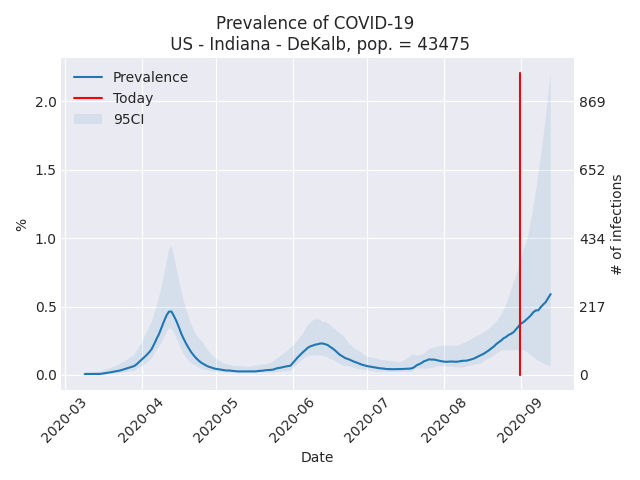 Prevalence of COVID-19
US - Indiana - DeKalb, pop. = 43475
Prevalence
Today
95CI
2.0
1.5
1.0
0.5
0.0
%
869
652
434
217
0
# of infections
2020-03
2020-04
2020-05
2020-06
2020-07
2020-08
2020-09
Date